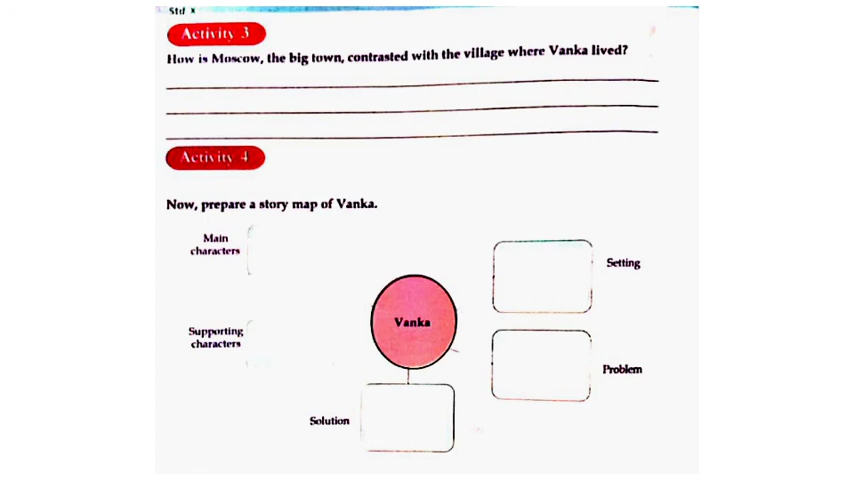 Std x
Activity 3
How is Moscow, the big town, contrasted with the village where Vanka lived?
Activity 4
Now, prepare a story map of Vanka.
Main
characters
Setting
Vanka
Supporting
characters
Problem
Solution